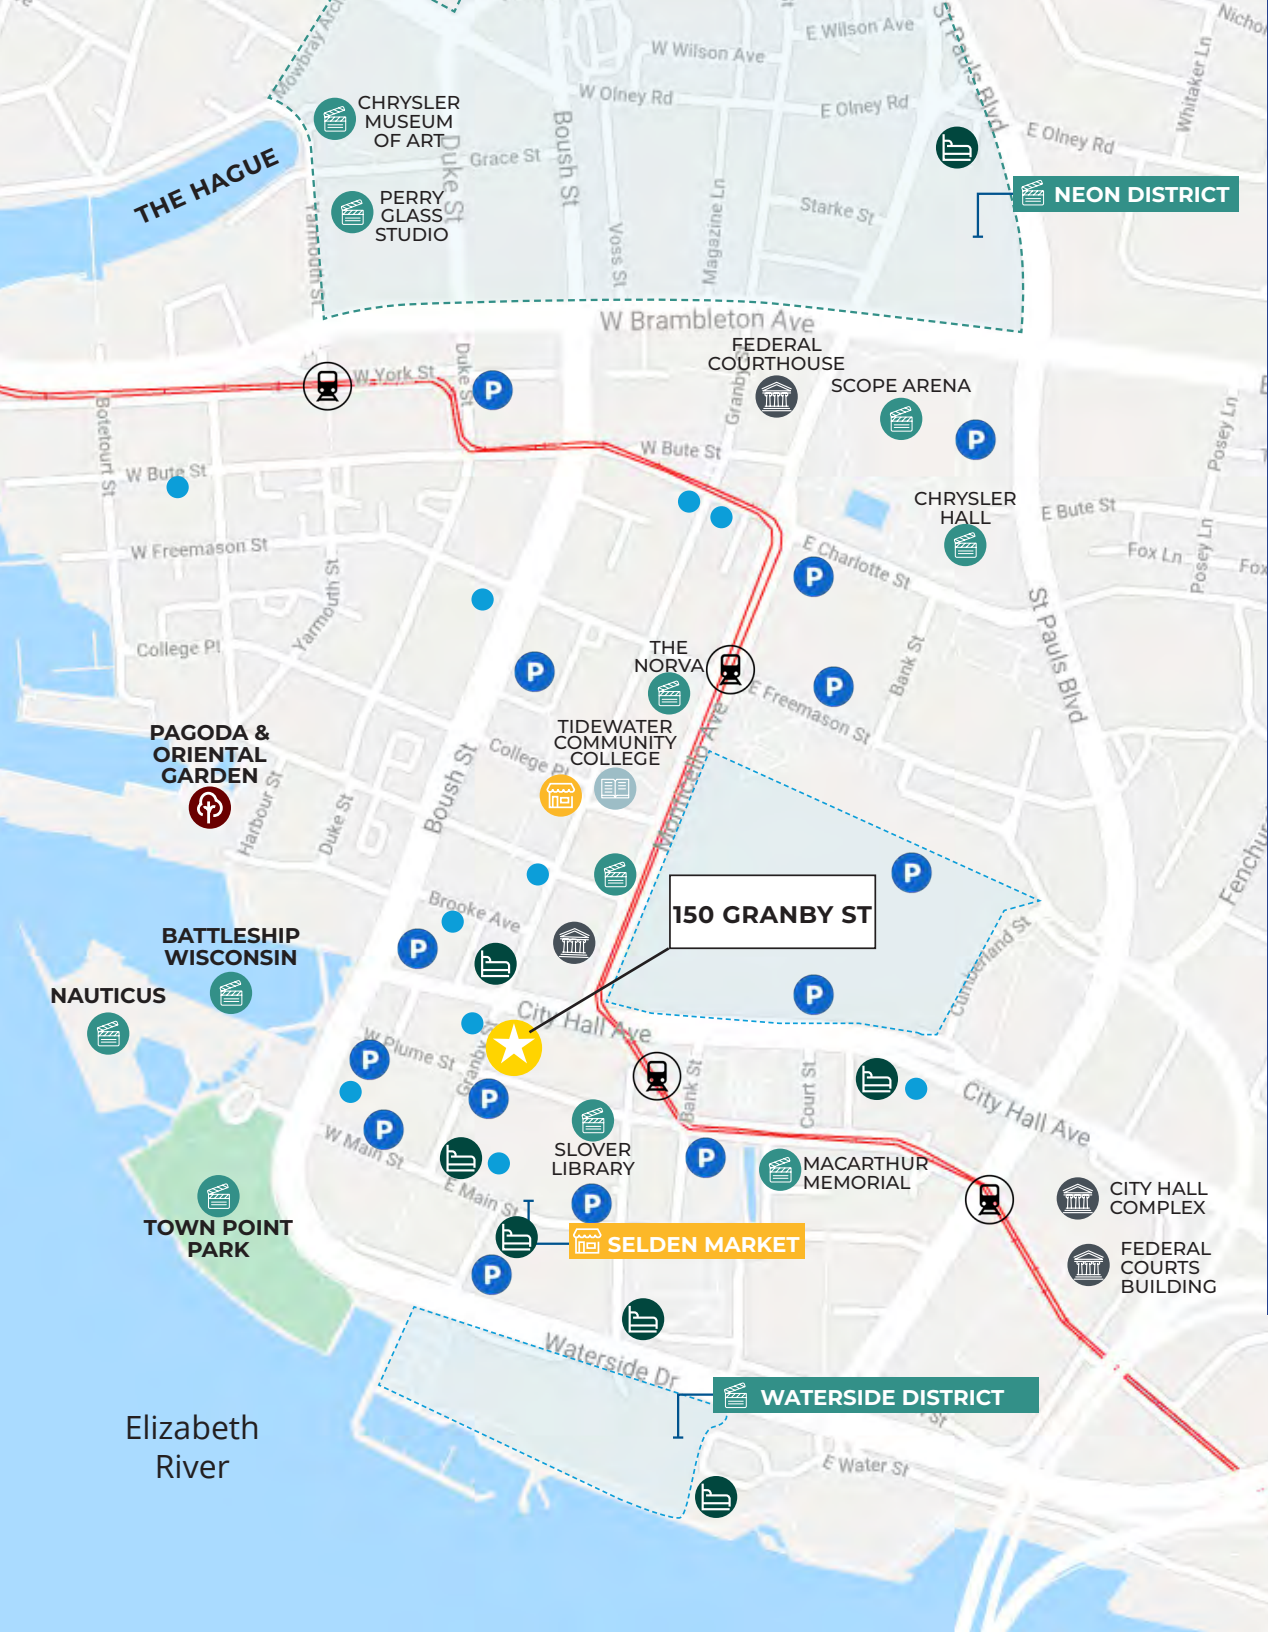 Mowbray Arch
St Pauls Blvd
Nichol
E Wilson Ave
W Wilson Ave
Whitaker Ln
W Olney Rd
E Olney Rd
E Olney Rd
CHRYSLER
MUSEUM
OF ART
Boush St
Duke St
Grace St
THE HAGUE
NEON DISTRICT
PERRY
GLASS
STUDIO
Magazine Ln
Starke St
Yarmouth St
Voss St
W Brambleton Ave
FEDERAL
COURTHOUSE
Granby St
SCOPE ARENA
W York St
Duke St
P
P
Botetourt St
Posey Ln
W Bute St
W Bute St
CHRYSLER
HALL
E Bute St
W Freemason St
E Charlotte St
Fox Ln
Posey Ln
Fox
P
Yarmouth St
St Pauls Blvd
College Pl
THE
NORVA
P
P
Bank St
E Freemason St
TIDEWATER
COMMUNITY
COLLEGE
PAGODA &
ORIENTAL
GARDEN
College Pl
Boush St
Monticello Ave
Harbour St
Duke St
P
Fenchur
150 GRANBY ST
Brooke Ave
BATTLESHIP
WISCONSIN
P
Cumberland St
NAUTICUS
P
City Hall Ave
W Plume St
Granby St
P
P
Bank St
Court St
City Hall Ave
P
W Main St
SLOVER
LIBRARY
P
MACARTHUR
MEMORIAL
E Main St
P
CITY HALL
COMPLEX
TOWN POINT
PARK
SELDEN MARKET
FEDERAL
COURTS
BUILDING
P
Waterside Dr
WATERSIDE DISTRICT
St
Elizabeth
River
E Water St